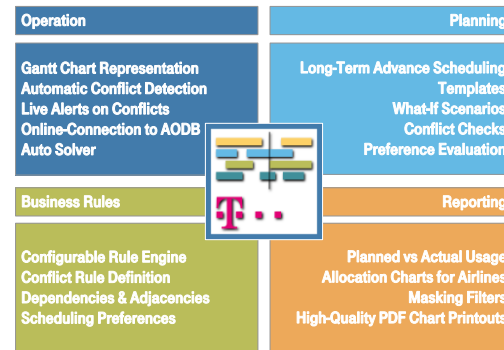 Operation
Gantt Chart Representation
Automatic Conflict Detection
Live Alerts on Conflicts
Online-Connection to AODB
Auto Solver
Planning
Long-Term Advance Scheduling
Templates
What-If Scenarios
Conflict Checks
Preference Evaluation
T
Business Rules
Configurable Rule Engine
Conflict Rule Definition
Dependencies & Adjacencies
Scheduling Preferences
Reporting
Planned vs Actual Usage
Allocation Charts for Airlines
Masking Filters
High-Quality PDF Chart Printouts